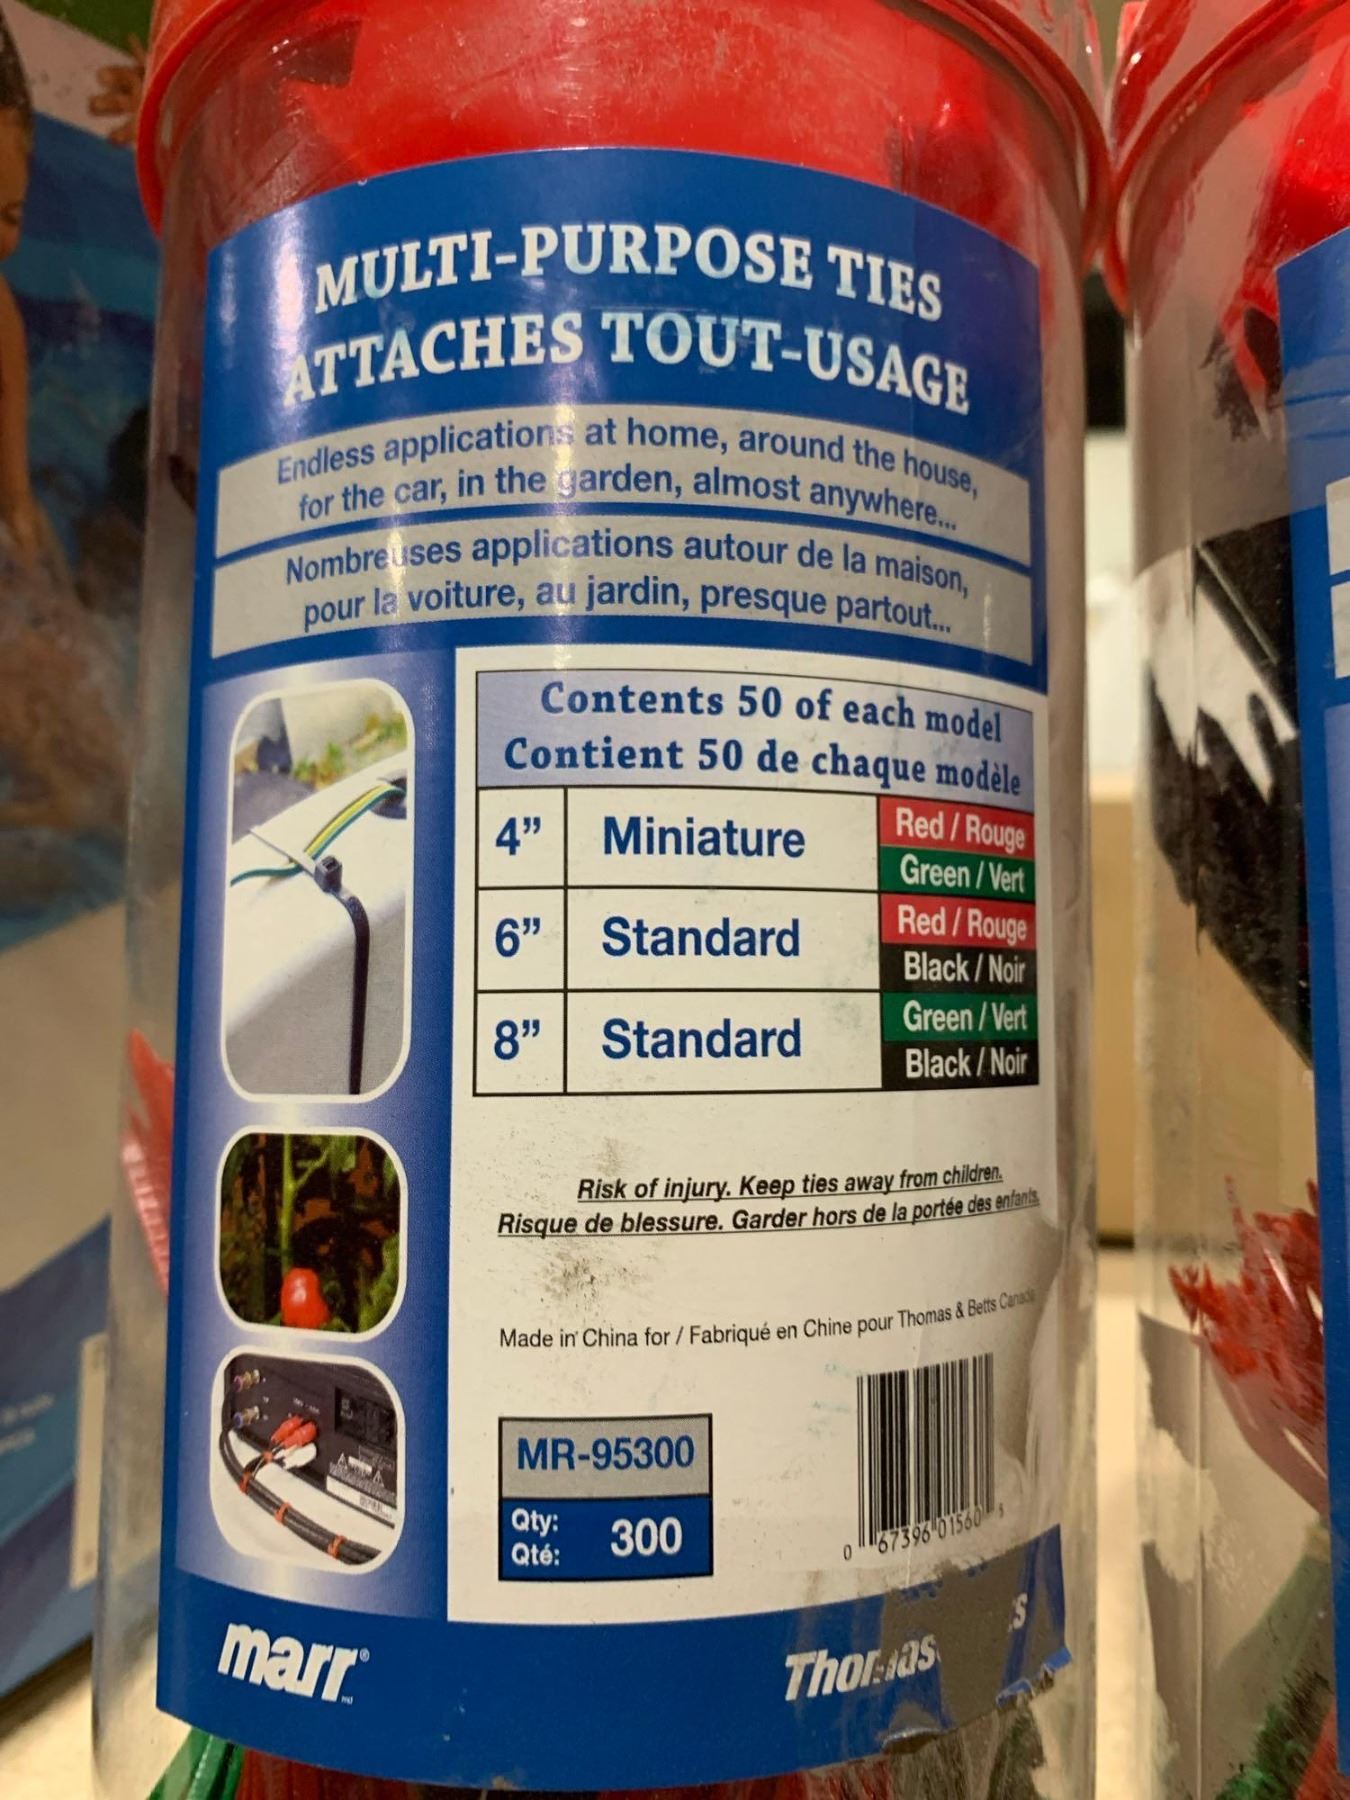 MULTI-PURPOSE TIES
ATTACHES TOUT-USAGE
Endless applications at home, around the house,
for the car, in the garden, almost anywhere...
Nombreuses applications autour de la maison,
pour la voiture, au jardin, presque partout...
Contents 50 of each model
Contient 50 de chaque modèle
4” Miniature Red / Rouge
Green / Vert
6” Standard Red / Rouge
Black / Noir
8” Standard Green / Vert
Black / Noir
Risk of injury. Keep ties away from children.
Risque de blessure. Garder hors de la portée des enfants.
Made in China for / Fabriqué en Chine pour Thomas & Betts Canada
MR-95300
Qty:
Qté: 300
0 67396 01560 5
marr®
Thomas